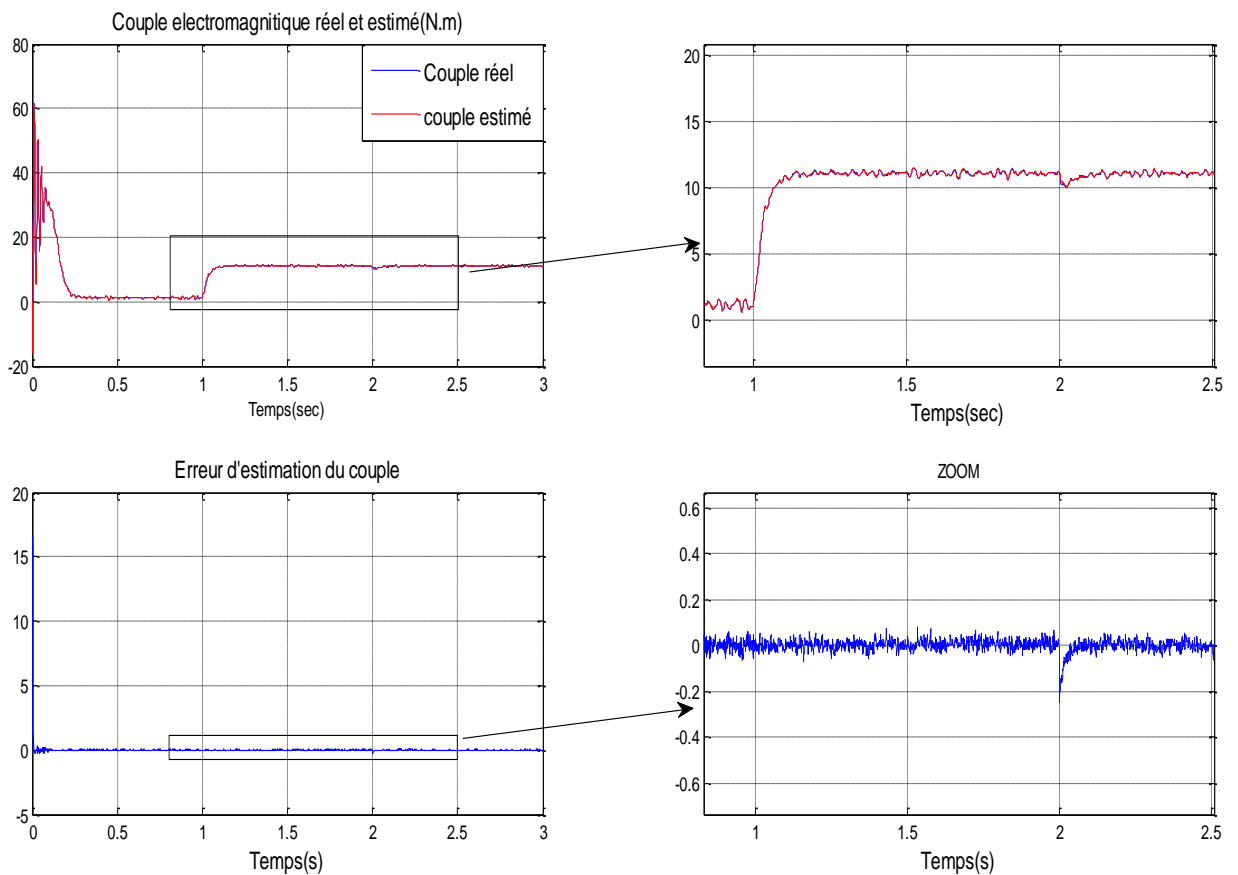 Couple electromagnitique réel et estimé(N.m)
80
60
40
20
0
-20
Couple réel
couple estimé
0 0.5 1 1.5 2 2.5 3
Temps(sec)
20
15
10
5
0
1 1.5 2 2.5
Temps(sec)
Erreur d'estimation du couple
20
15
10
5
0
-5
0 0.5 1 1.5 2 2.5 3
Temps(s)
ZOOM
0.6
0.4
0.2
0
-0.2
-0.4
-0.6
1 1.5 2 2.5
Temps(s)